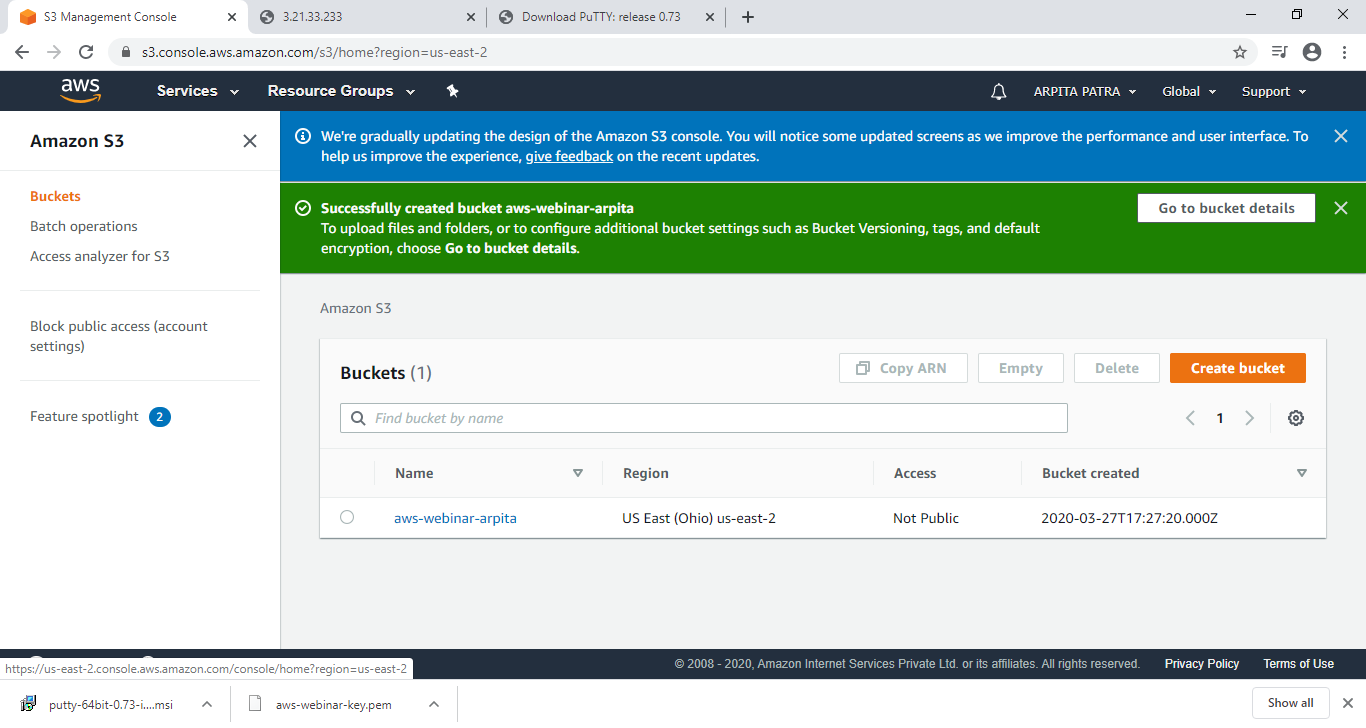 S3 Management Console
3.21.33.233
Download PuTTY: release 0.73
s3.console.aws.amazon.com/s3/home?region=us-east-2
aws
Services
Resource Groups
ARPITA PATRA
Global
Support
Amazon S3
Buckets
Batch operations
Access analyzer for S3
Block public access (account
settings)
Feature spotlight 2
We're gradually updating the design of the Amazon S3 console. You will notice some updated screens as we improve the performance and user interface. To
help us improve the experience, give feedback on the recent updates.
Successfully created bucket aws-webinar-arpita
To upload files and folders, or to configure additional bucket settings such as Bucket Versioning, tags, and default
encryption, choose Go to bucket details.
Go to bucket details
Amazon S3
Buckets (1)
Copy ARN
Empty
Delete
Create bucket
Find bucket by name
1
Name
Region
Access
Bucket created
aws-webinar-arpita
US East (Ohio) us-east-2
Not Public
2020-03-27T17:27:20.000Z
https://us-east-2.console.aws.amazon.com/console/home?region=us-east-2
© 2008 - 2020, Amazon Internet Services Private Ltd. or its affiliates. All rights reserved.
Privacy Policy
Terms of Use
putty-64bit-0.73-i....msi
aws-webinar-key.pem
Show all